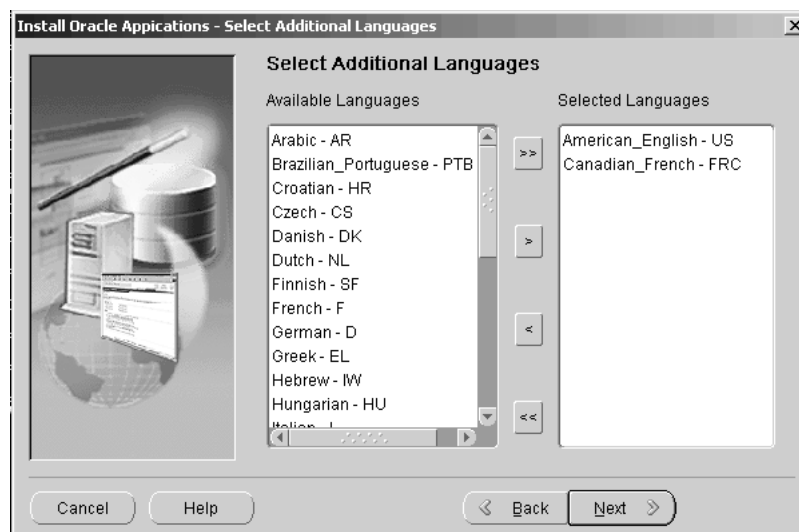 Install Oracle Appications - Select Additional Languages
Select Additional Languages
Available Languages
Selected Languages
Arabic - AR
Brazilian_Portuguese - PTB
Croatian - HR
Czech - CS
Danish - DK
Dutch - NL
Finnish - SF
French - F
German - D
Greek - EL
Hebrew - IW
Hungarian - HU
>>
>
<
<<
American_English - US
Canadian_French - FRC
Cancel
Help
Back
Next